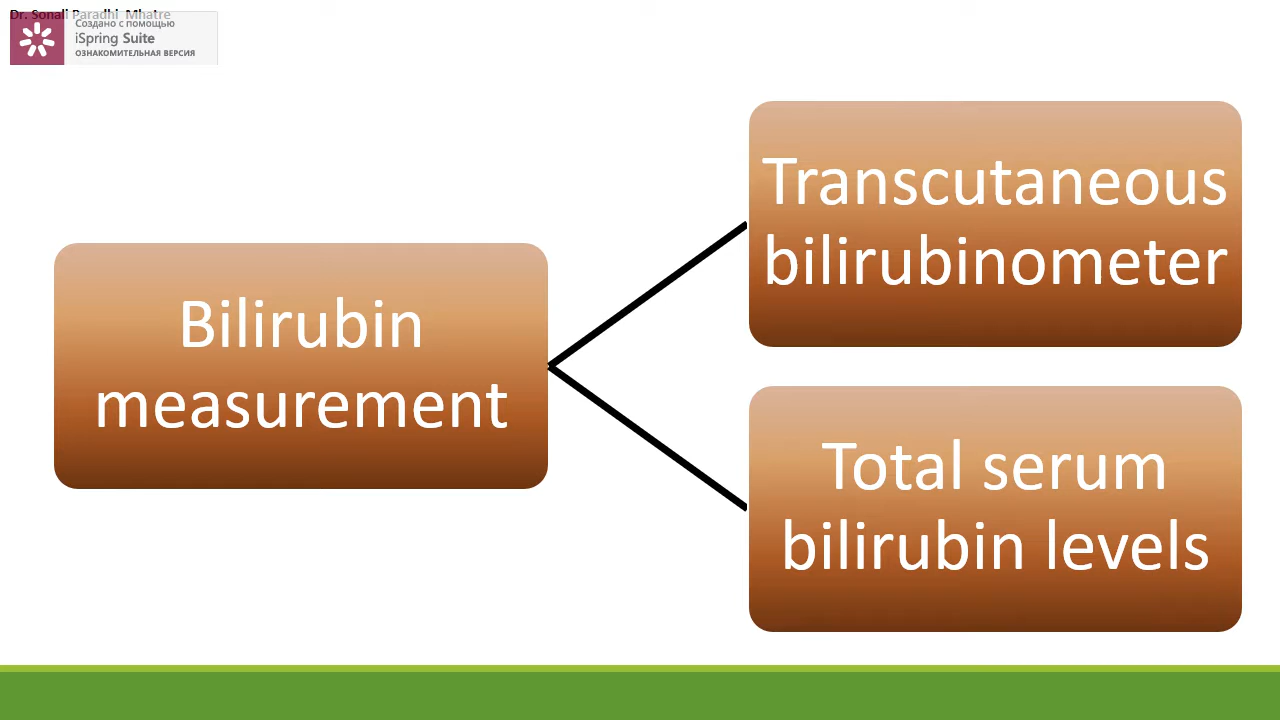 Dr. Sonali Paradhi Mhatre
Создано с помощью
iSpring Suite
ОЗНАКОМИТЕЛЬНАЯ ВЕРСИЯ
Transcutaneous
bilirubinometer
Bilirubin
measurement
Total serum
bilirubin levels